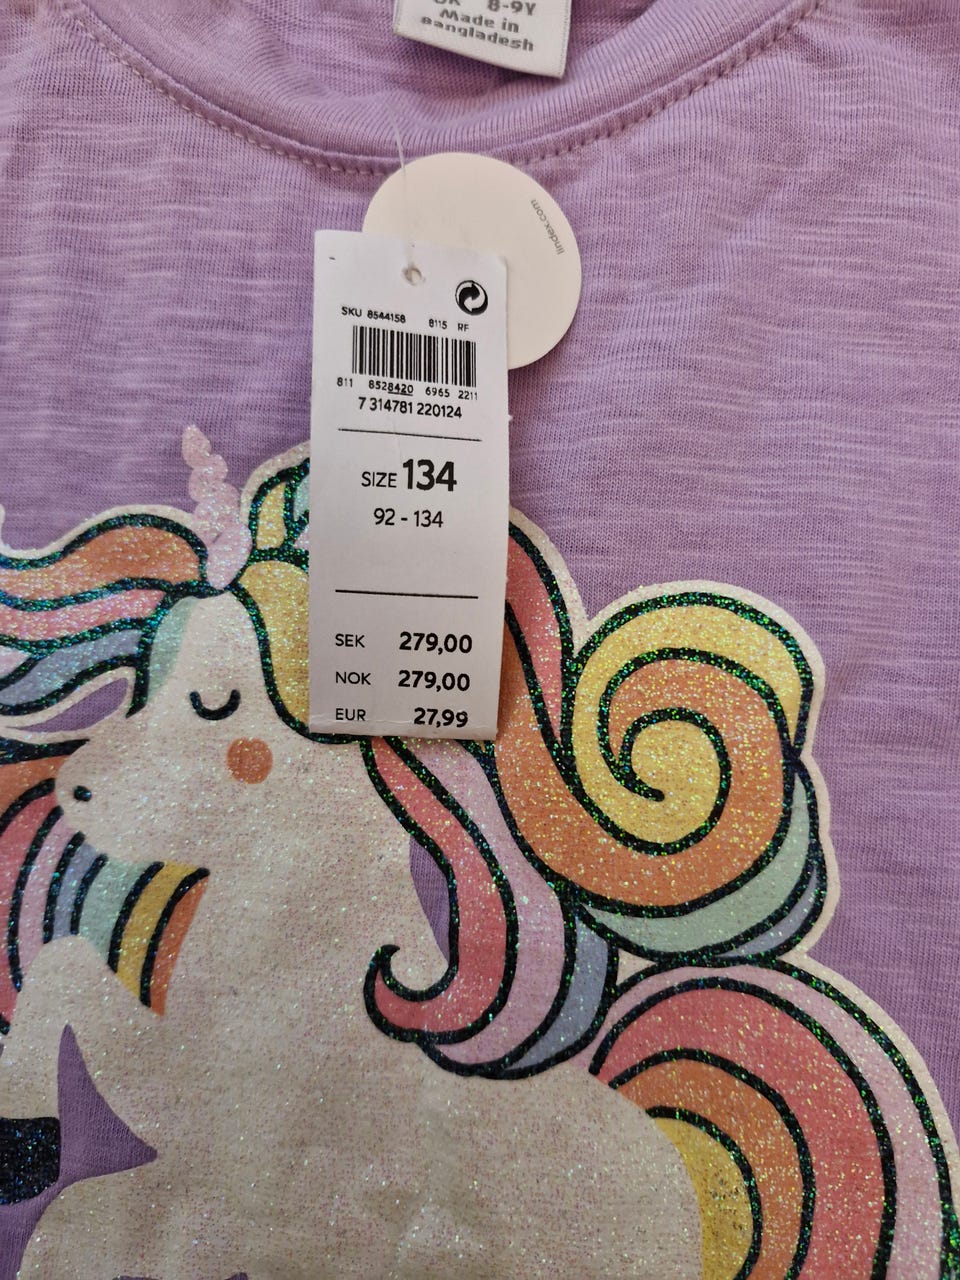 UK 8-9Y
Made in
Bangladesh
lindex.com
SKU 8544158 8115 RF
811 8528420 6965 2211
7 314781 220124
SIZE 134
92 - 134
SEK 279,00
NOK 279,00
EUR 27,99